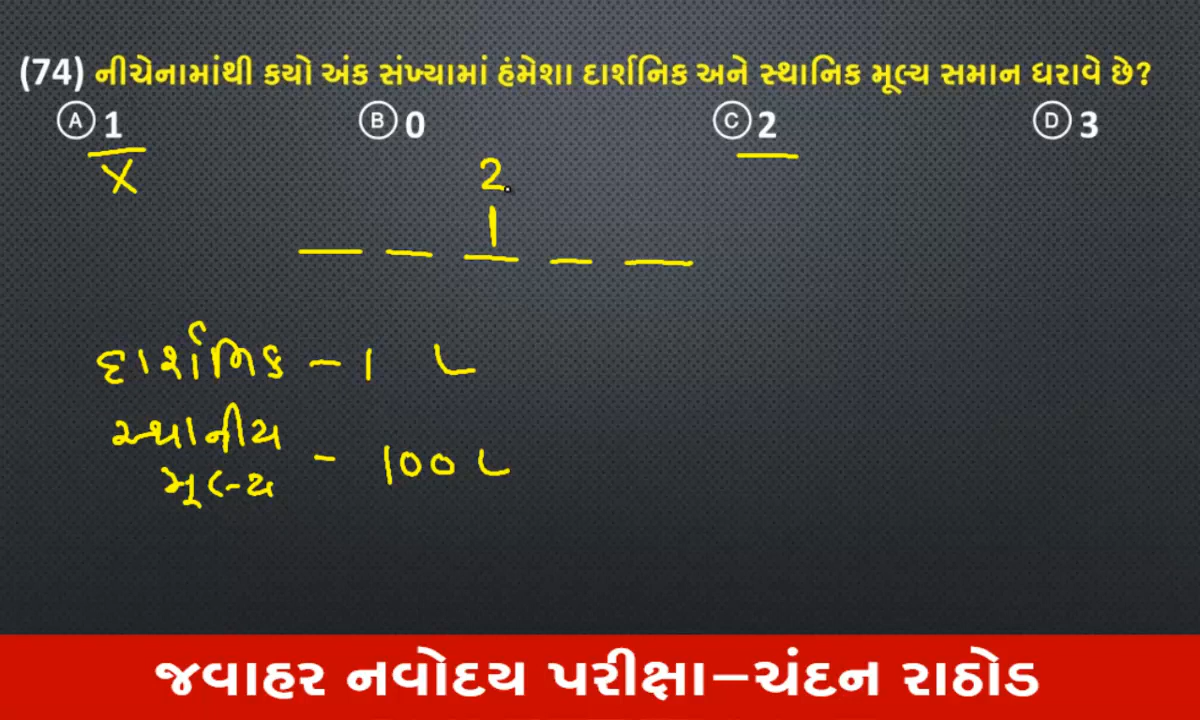 (74) નીચેનામાંથી કયો અંક સંખ્યામાં હંમેશા દાર્શનિક અને સ્થાનિક મૂલ્ય સમાન ધરાવે છે?
A 1 B 0 C 2 D 3
X
2
1
દાર્શનિક - 1
સ્થાનીય
મૂલ્ય - 100
જવાહર નવોદય પરીક્ષા–ચંદન રાઠોડ